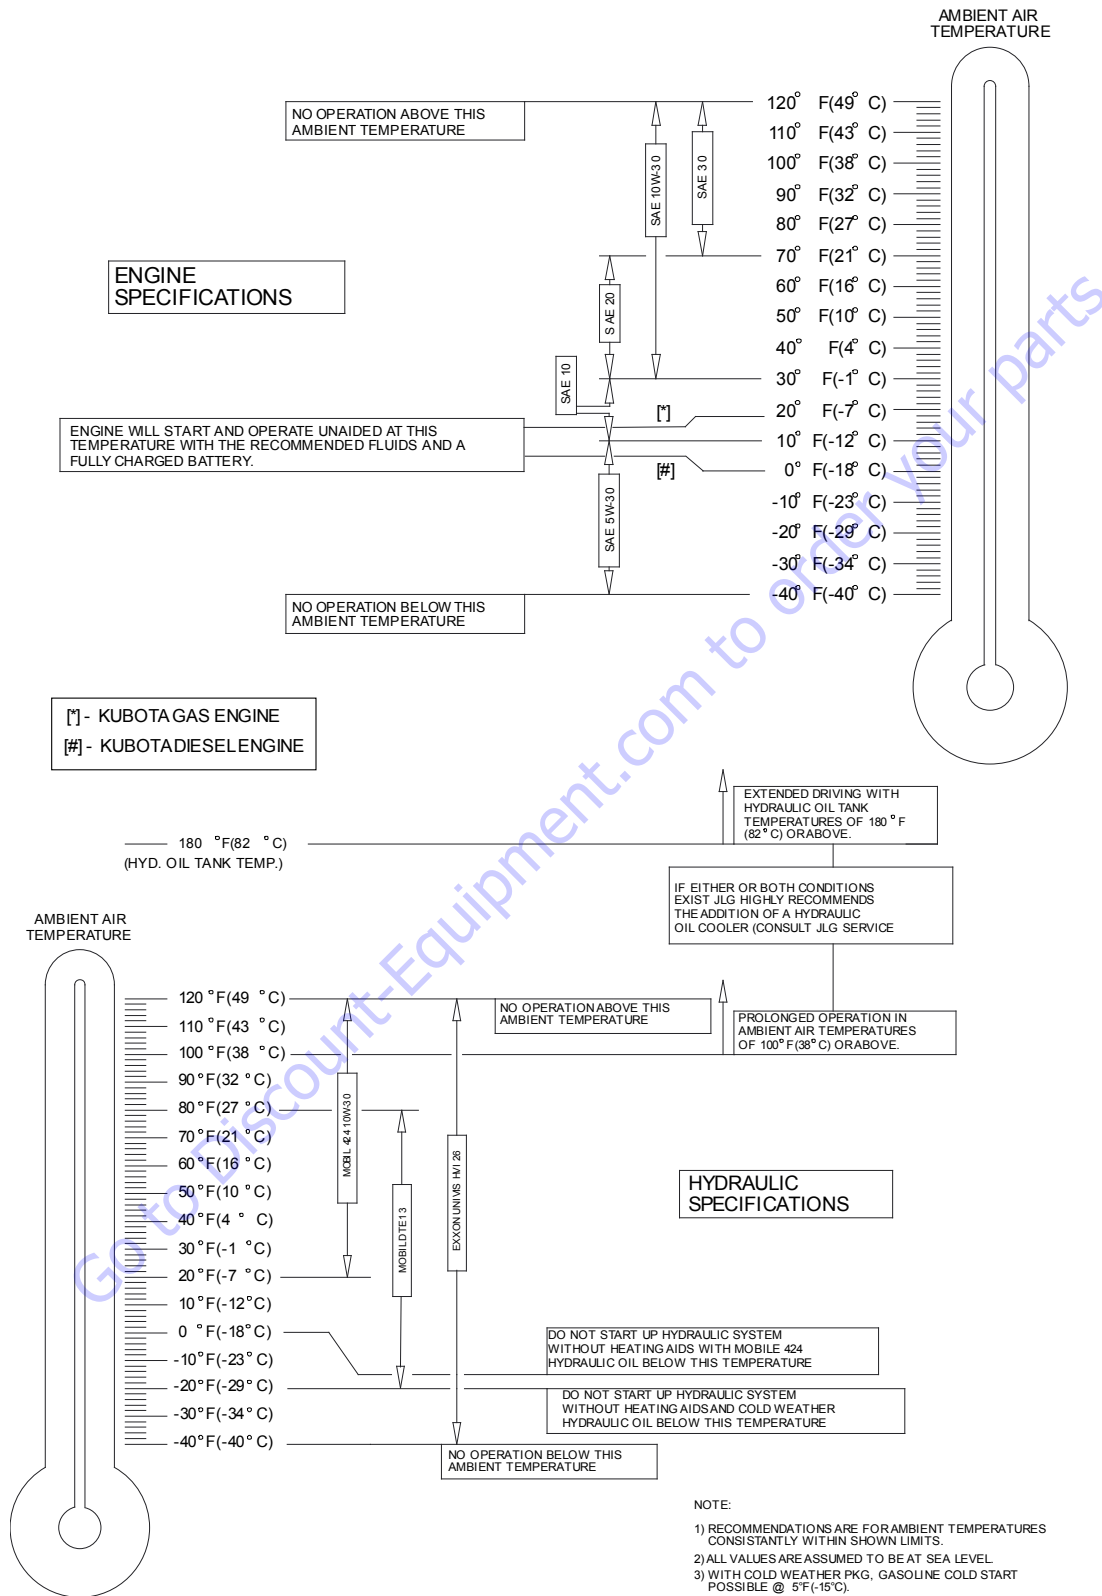 AMBIENT AIR
TEMPERATURE
NO OPERATION ABOVE THIS
AMBIENT TEMPERATURE
120° F(49° C)
110° F(43° C)
100° F(38° C)
90° F(32° C)
80° F(27° C)
70° F(21° C)
60° F(16° C)
50° F(10° C)
40° F(4° C)
30° F(-1° C)
20° F(-7° C)
10° F(-12° C)
0° F(-18° C)
-10° F(-23° C)
-20° F(-29° C)
-30° F(-34° C)
-40° F(-40° C)
SAE 10W-30
SAE 30
ENGINE
SPECIFICATIONS
SAE 20
SAE 10
[*]
ENGINE WILL START AND OPERATE UNAIDED AT THIS
TEMPERATURE WITH THE RECOMMENDED FLUIDS AND A
FULLY CHARGED BATTERY.
[#]
SAE 5W-30
NO OPERATION BELOW THIS
AMBIENT TEMPERATURE
[*] - KUBOTA GAS ENGINE
[#] - KUBOTA DIESEL ENGINE
EXTENDED DRIVING WITH
HYDRAULIC OIL TANK
TEMPERATURES OF 180°F
(82°C) OR ABOVE.
180 °F(82 °C)
(HYD. OIL TANK TEMP.)
IF EITHER OR BOTH CONDITIONS
EXIST JLG HIGHLY RECOMMENDS
THE ADDITION OF A HYDRAULIC
OIL COOLER (CONSULT JLG SERVICE
AMBIENT AIR
TEMPERATURE
120 °F(49 °C)
110 °F(43 °C)
100 °F(38 °C)
90 °F(32 °C)
80 °F(27 °C)
70 °F(21 °C)
60 °F(16 °C)
50 °F(10 °C)
40 °F(4 ° C)
30 °F(-1 °C)
20 °F(-7 °C)
10 °F(-12°C)
0 °F(-18°C)
-10°F(-23°C)
-20°F(-29°C)
-30°F(-34°C)
-40°F(-40°C)
NO OPERATION ABOVE THIS
AMBIENT TEMPERATURE
PROLONGED OPERATION IN
AMBIENT AIR TEMPERATURES
OF 100°F(38°C) OR ABOVE.
MOBIL 424 10W-30
MOBIL DTE 13
EXXON UNIVIS HVI 26
HYDRAULIC
SPECIFICATIONS
DO NOT START UP HYDRAULIC SYSTEM
WITHOUT HEATING AIDS WITH MOBILE 424
HYDRAULIC OIL BELOW THIS TEMPERATURE
DO NOT START UP HYDRAULIC SYSTEM
WITHOUT HEATING AIDS AND COLD WEATHER
HYDRAULIC OIL BELOW THIS TEMPERATURE
NO OPERATION BELOW THIS
AMBIENT TEMPERATURE
NOTE:
1) RECOMMENDATIONS ARE FOR AMBIENT TEMPERATURES
CONSISTANTLY WITHIN SHOWN LIMITS.
2) ALL VALUES ARE ASSUMED TO BE AT SEA LEVEL.
3) WITH COLD WEATHER PKG, GASOLINE COLD START
POSSIBLE @ 5°F(-15°C).
Go to Discount-Equipment.com to order your parts